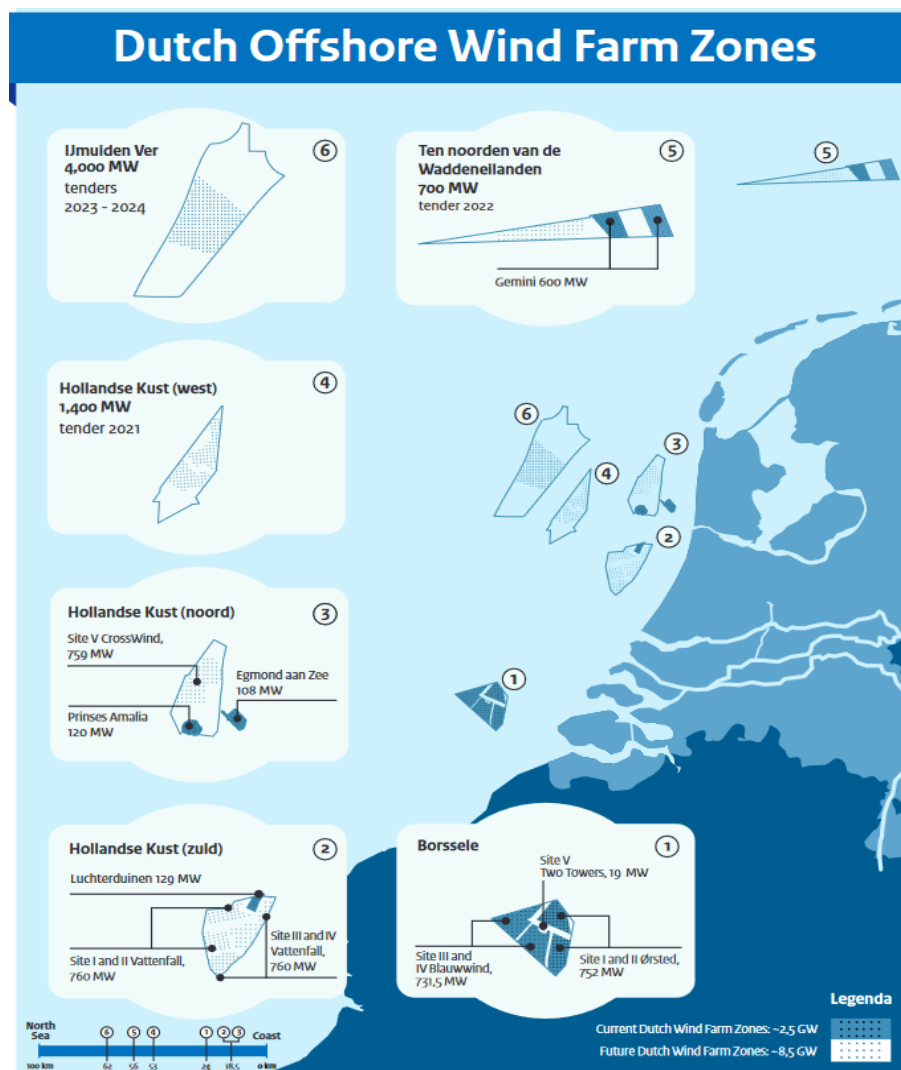 Dutch Offshore Wind Farm Zones
IJmuiden Ver
4,000 MW
tenders
2023 - 2024
6
Ten noorden van de
Waddeneilanden
700 MW
tender 2022
5
Gemini 600 MW
5
Hollandse Kust (west)
1,400 MW
tender 2021
4
6
4
3
2
1
Hollandse Kust (noord)
3
Site V CrossWind,
759 MW
Egmond aan Zee
108 MW
Prinses Amalia
120 MW
Hollandse Kust (zuid)
2
Luchterduinen 129 MW
Site III and IV
Vattenfall,
760 MW
Site I and II Vattenfall,
760 MW
Borssele
1
Site V
Two Towers, 19 MW
Site III and
IV Blauwwind,
731,5 MW
Site I and II Ørsted,
752 MW
North
Sea
6 5 4 1 2 3
Coast
100 km 62 56 53 24 18,5 0 km
Legenda
Current Dutch Wind Farm Zones: ~2,5 GW
Future Dutch Wind Farm Zones: ~8,5 GW